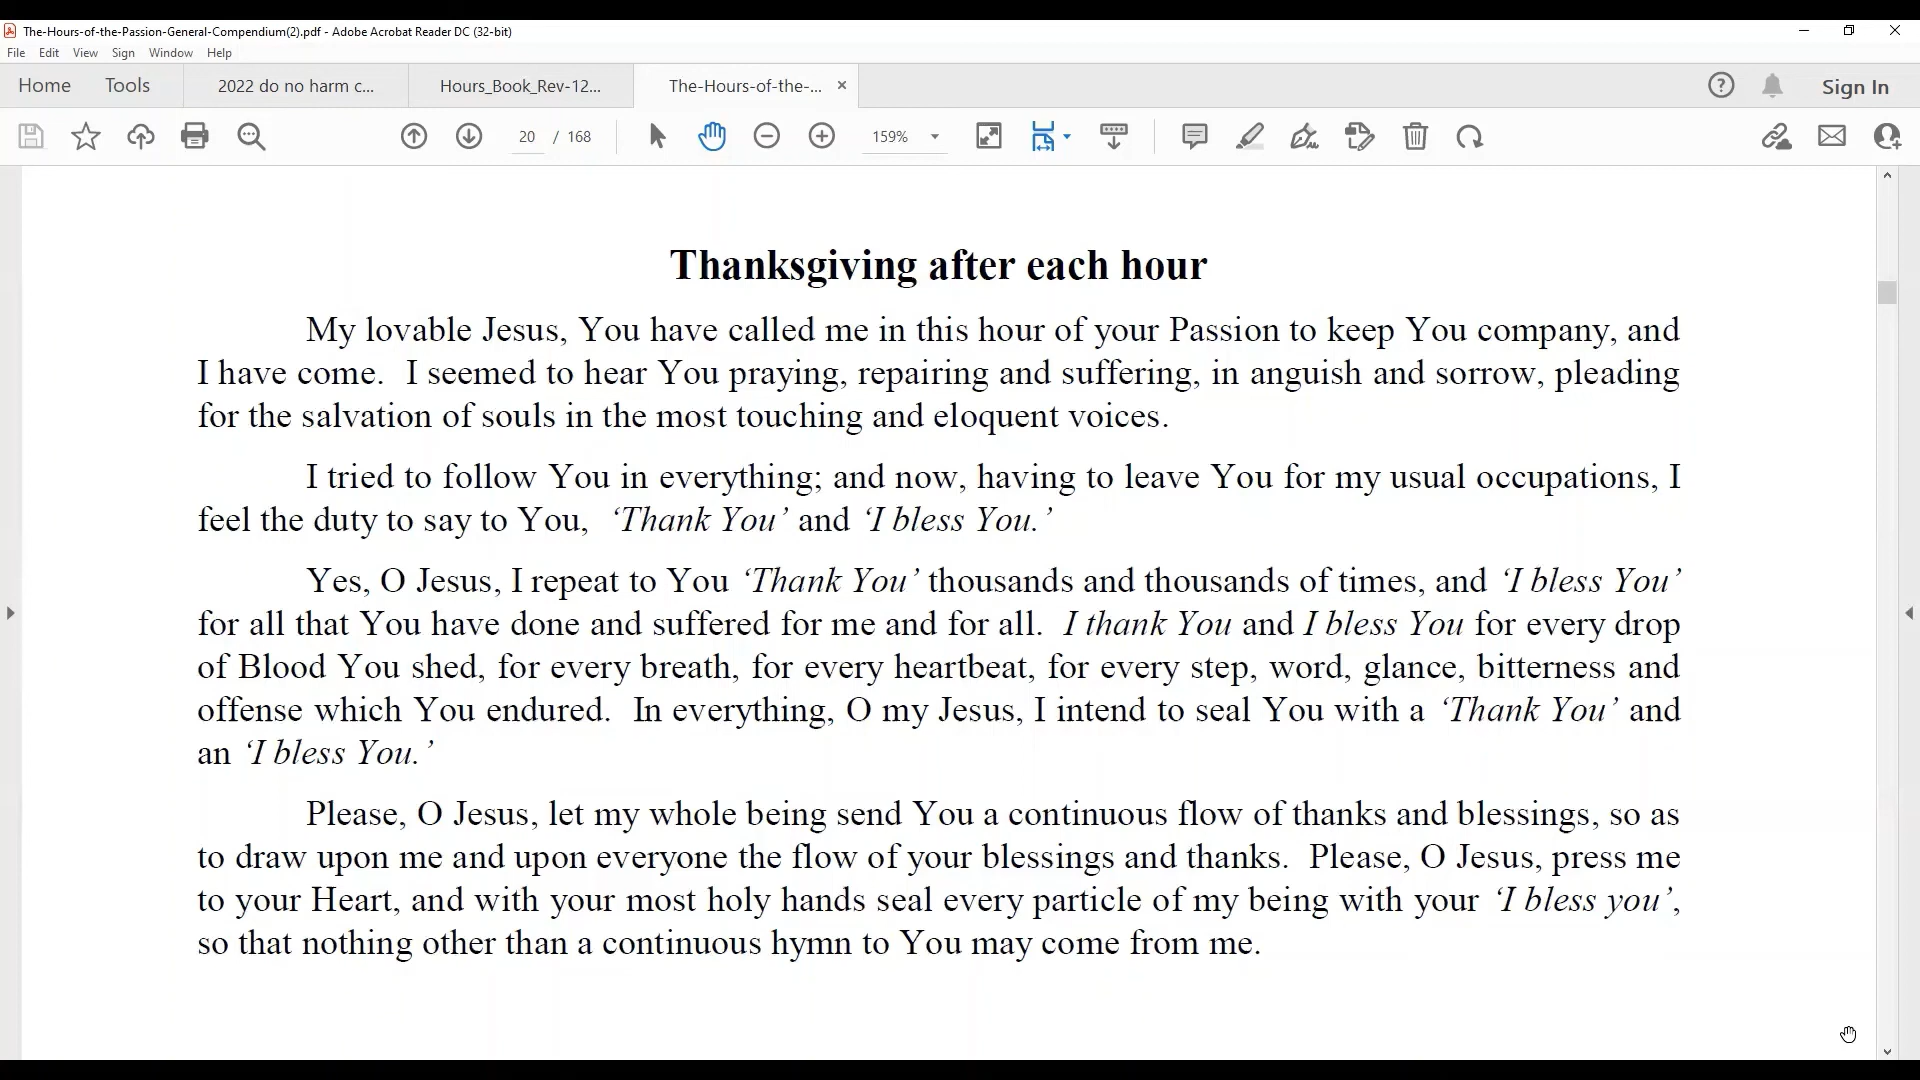 The-Hours-of-the-Passion-General-Compendium(2).pdf - Adobe Acrobat Reader DC (32-bit)
File Edit View Sign Window Help
Home Tools 2022 do no harm c... Hours_Book_Rev-12... The-Hours-of-the-... × Sign In
20 / 168 159%
Thanksgiving after each hour
My lovable Jesus, You have called me in this hour of your Passion to keep You company, and
I have come.  I seemed to hear You praying, repairing and suffering, in anguish and sorrow, pleading
for the salvation of souls in the most touching and eloquent voices.
I tried to follow You in everything; and now, having to leave You for my usual occupations, I
feel the duty to say to You,  ‘Thank You’ and ‘I bless You.’
Yes, O Jesus, I repeat to You ‘Thank You’ thousands and thousands of times, and ‘I bless You’
for all that You have done and suffered for me and for all.  I thank You and I bless You for every drop
of Blood You shed, for every breath, for every heartbeat, for every step, word, glance, bitterness and
offense which You endured.  In everything, O my Jesus, I intend to seal You with a ‘Thank You’ and
an ‘I bless You.’
Please, O Jesus, let my whole being send You a continuous flow of thanks and blessings, so as
to draw upon me and upon everyone the flow of your blessings and thanks.  Please, O Jesus, press me
to your Heart, and with your most holy hands seal every particle of my being with your ‘I bless you’,
so that nothing other than a continuous hymn to You may come from me.